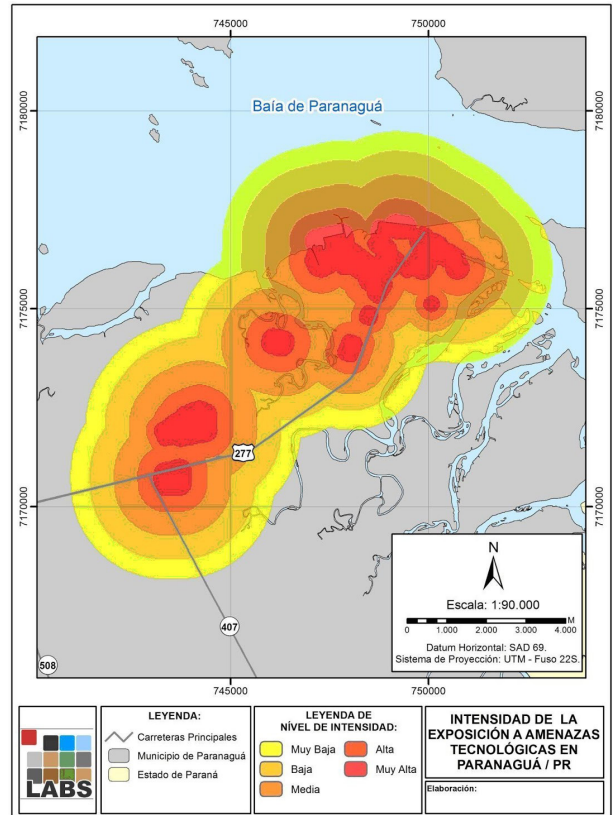 745000 750000
7180000
7180000
Baía de Paranaguá
7175000
7175000
277
7170000
7170000
N
Escala: 1:90.000
M
0 1.000 2.000 3.000 4.000
Datum Horizontal: SAD 69.
Sistema de Proyección: UTM - Fuso 22S.
407
508
745000 750000
LABS
LEYENDA:
Carreteras Principales
Municipio de Paranaguá
Estado de Paraná
LEYENDA DE
NÍVEL DE INTENSIDAD:
Muy Baja
Baja
Media
Alta
Muy Alta
INTENSIDAD DE LA
EXPOSICIÓN A AMENAZAS
TECNOLÓGICAS EN
PARANAGUÁ / PR
Elaboración: